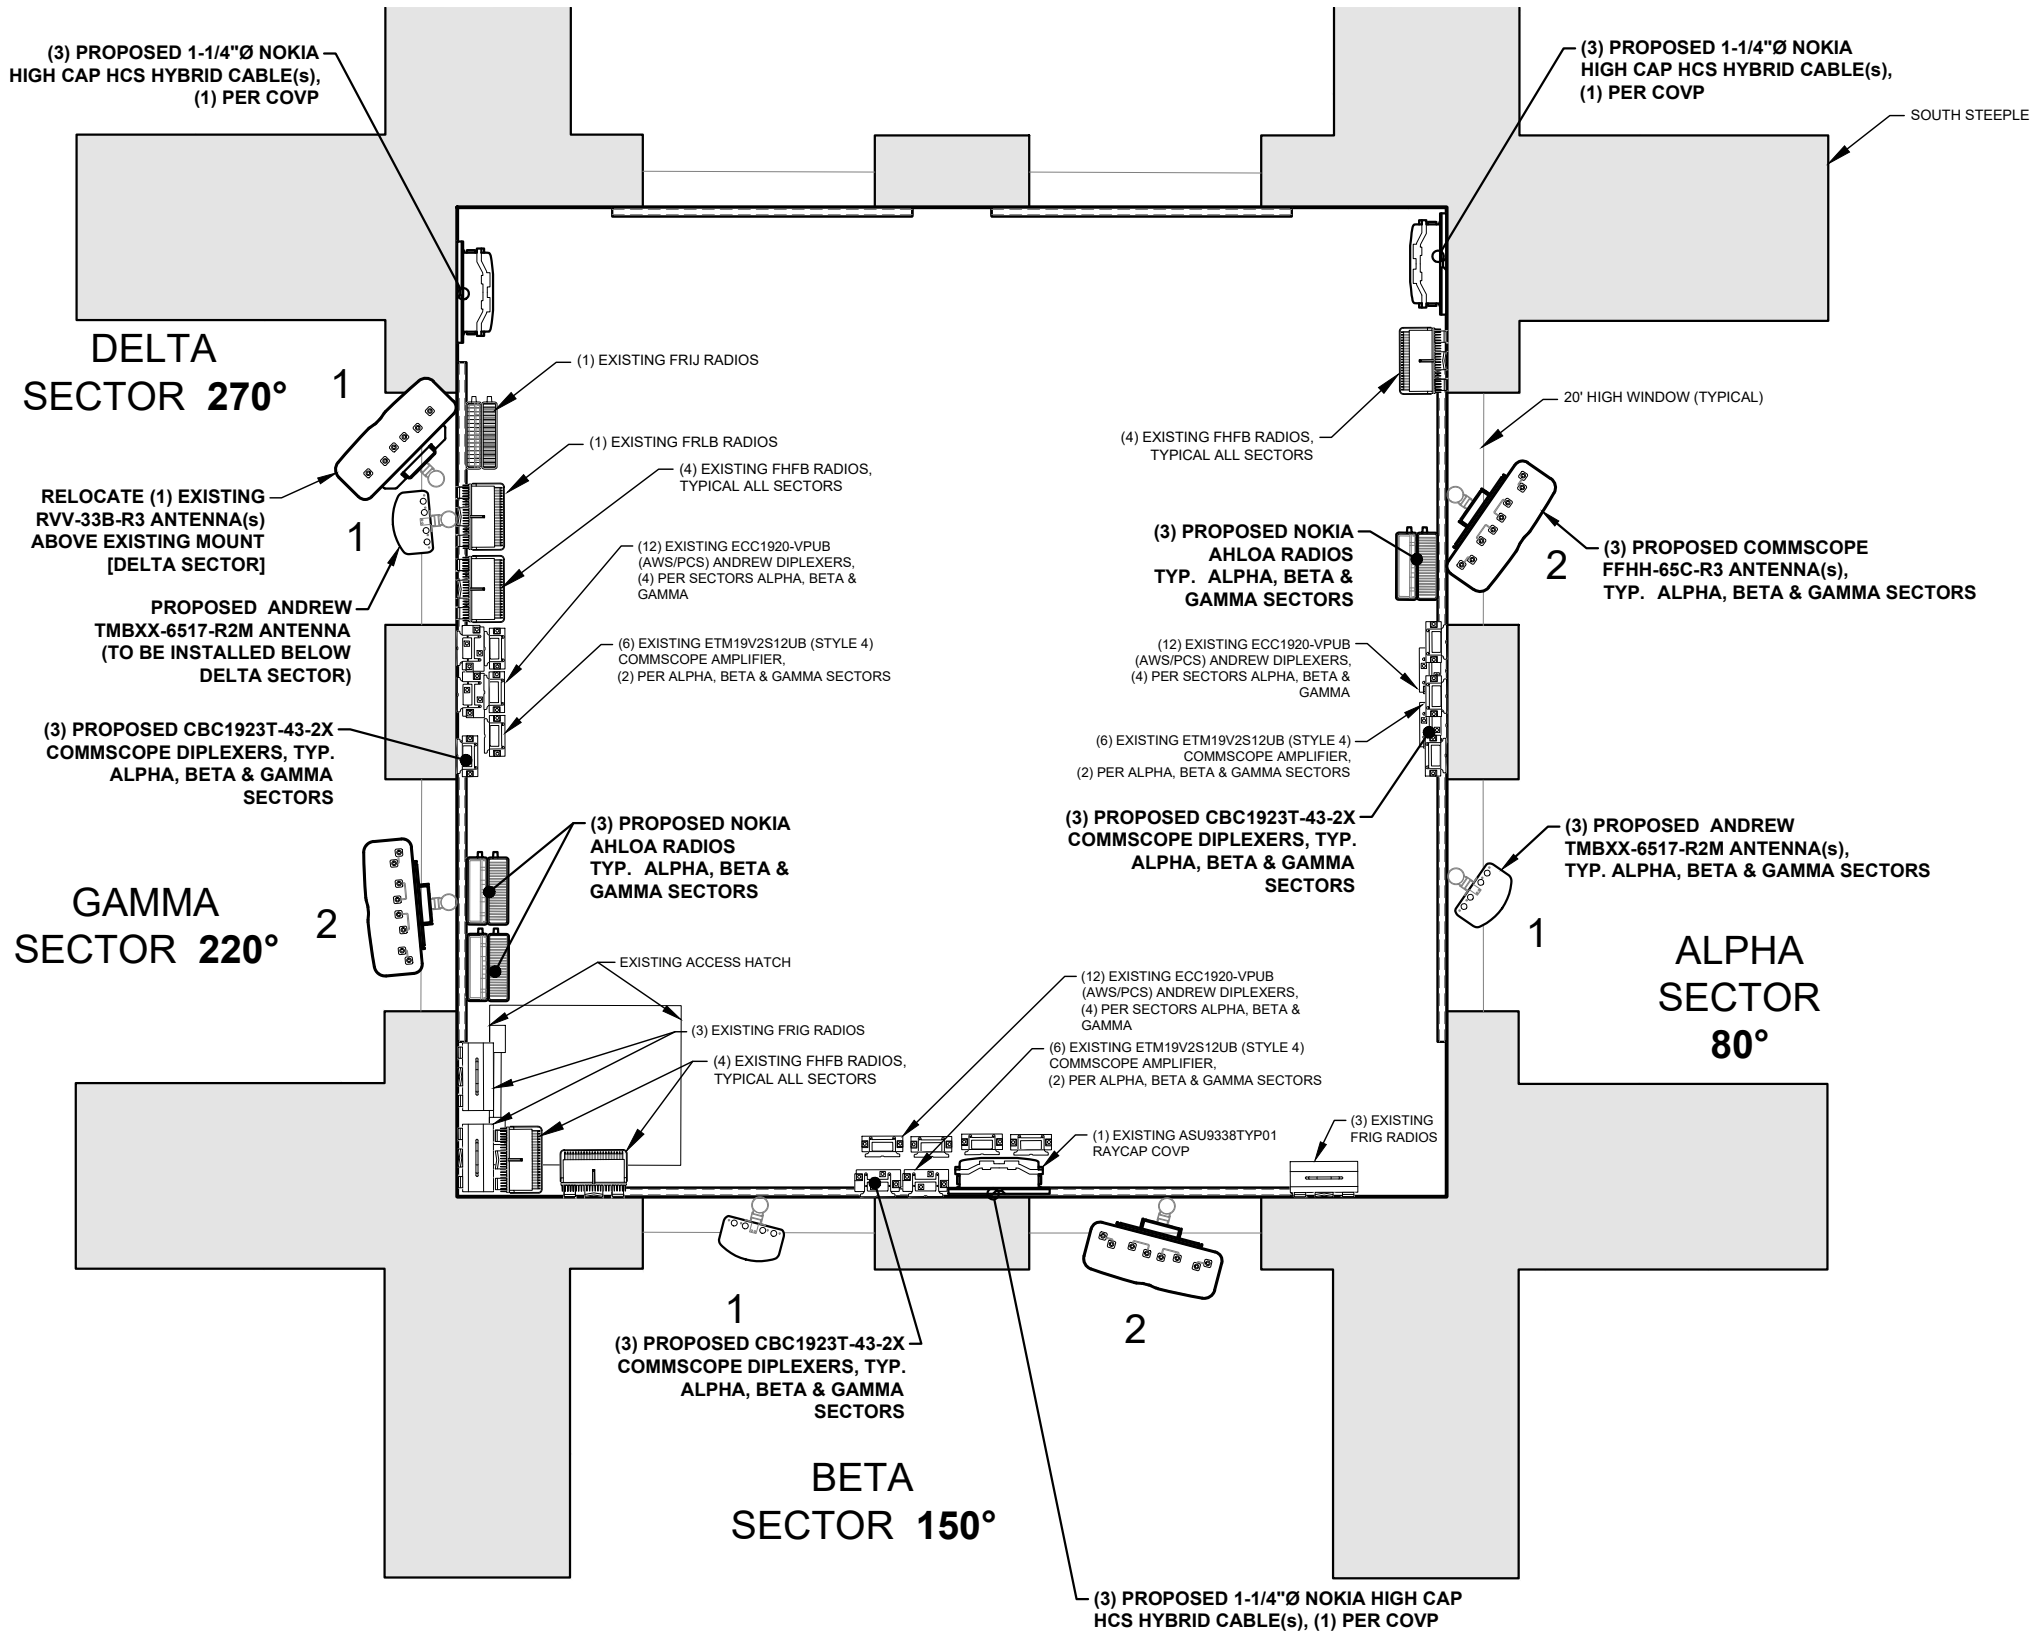 (3) PROPOSED 1-1/4"Ø NOKIA
HIGH CAP HCS HYBRID CABLE(s),
(1) PER COVP
(3) PROPOSED 1-1/4"Ø NOKIA
HIGH CAP HCS HYBRID CABLE(s),
(1) PER COVP
SOUTH STEEPLE
DELTA
SECTOR 270°
1
(1) EXISTING FRIJ RADIOS
(1) EXISTING FRLB RADIOS
(4) EXISTING FHFB RADIOS,
TYPICAL ALL SECTORS
(4) EXISTING FHFB RADIOS,
TYPICAL ALL SECTORS
20' HIGH WINDOW (TYPICAL)
RELOCATE (1) EXISTING
RVV-33B-R3 ANTENNA(s)
ABOVE EXISTING MOUNT
[DELTA SECTOR]
1
PROPOSED ANDREW
TMBXX-6517-R2M ANTENNA
(TO BE INSTALLED BELOW
DELTA SECTOR)
(12) EXISTING ECC1920-VPUB
(AWS/PCS) ANDREW DIPLEXERS,
(4) PER SECTORS ALPHA, BETA &
GAMMA
(6) EXISTING ETM19V2S12UB (STYLE 4)
COMMSCOPE AMPLIFIER,
(2) PER ALPHA, BETA & GAMMA SECTORS
(3) PROPOSED NOKIA
AHLOA RADIOS
TYP. ALPHA, BETA &
GAMMA SECTORS
2
(3) PROPOSED COMMSCOPE
FFHH-65C-R3 ANTENNA(s),
TYP. ALPHA, BETA & GAMMA SECTORS
(12) EXISTING ECC1920-VPUB
(AWS/PCS) ANDREW DIPLEXERS,
(4) PER SECTORS ALPHA, BETA &
GAMMA
(6) EXISTING ETM19V2S12UB (STYLE 4)
COMMSCOPE AMPLIFIER,
(2) PER ALPHA, BETA & GAMMA SECTORS
(3) PROPOSED CBC1923T-43-2X
COMMSCOPE DIPLEXERS, TYP.
ALPHA, BETA & GAMMA
SECTORS
(3) PROPOSED NOKIA
AHLOA RADIOS
TYP. ALPHA, BETA &
GAMMA SECTORS
(3) PROPOSED CBC1923T-43-2X
COMMSCOPE DIPLEXERS, TYP.
ALPHA, BETA & GAMMA
SECTORS
(3) PROPOSED ANDREW
TMBXX-6517-R2M ANTENNA(s),
TYP. ALPHA, BETA & GAMMA SECTORS
1
GAMMA
SECTOR 220°
2
ALPHA
SECTOR
80°
EXISTING ACCESS HATCH
(3) EXISTING FRIG RADIOS
(4) EXISTING FHFB RADIOS,
TYPICAL ALL SECTORS
(12) EXISTING ECC1920-VPUB
(AWS/PCS) ANDREW DIPLEXERS,
(4) PER SECTORS ALPHA, BETA &
GAMMA
(6) EXISTING ETM19V2S12UB (STYLE 4)
COMMSCOPE AMPLIFIER,
(2) PER ALPHA, BETA & GAMMA SECTORS
(1) EXISTING ASU9338TYP01
RAYCAP COVP
(3) EXISTING
FRIG RADIOS
1
2
(3) PROPOSED CBC1923T-43-2X
COMMSCOPE DIPLEXERS, TYP.
ALPHA, BETA & GAMMA
SECTORS
BETA
SECTOR 150°
(3) PROPOSED 1-1/4"Ø NOKIA HIGH CAP
HCS HYBRID CABLE(s), (1) PER COVP